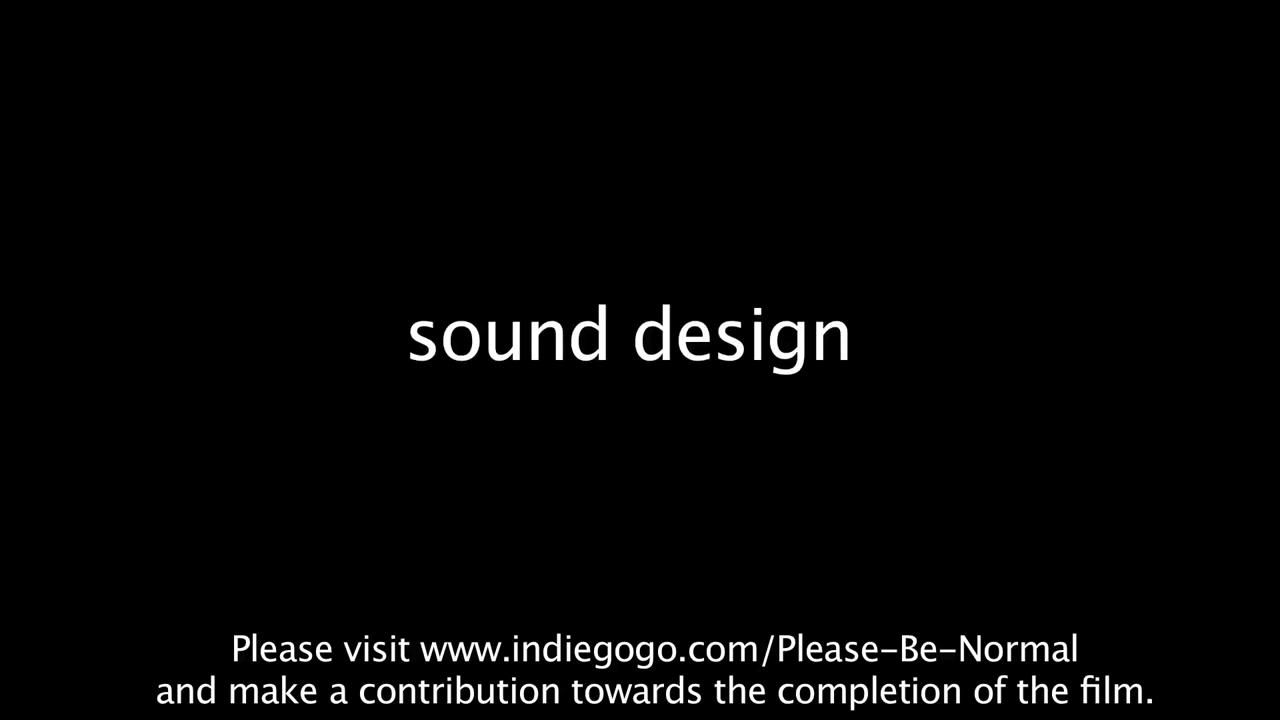 sound design
Please visit www.indiegogo.com/Please-Be-Normal
and make a contribution towards the completion of the film.